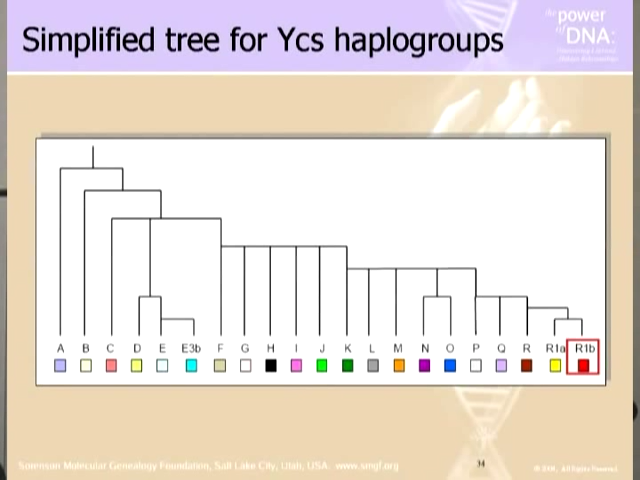 Simplified tree for Ycs haplogroups
the power
of DNA:
A B C D E E3b F G H I J K L M N O P Q R R1a R1b
Sorenson Molecular Genealogy Foundation, Salt Lake City, Utah, USA. www.smgf.org
34